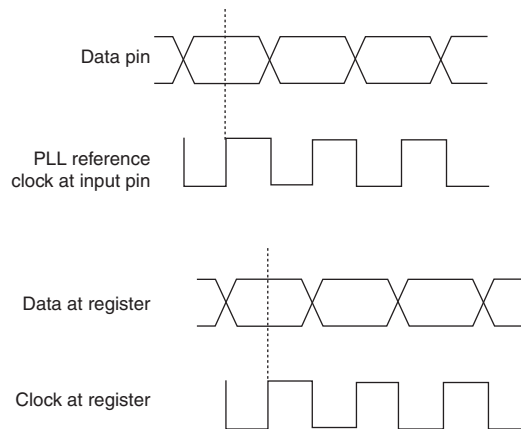 Data pin
PLL reference
clock at input pin
Data at register
Clock at register